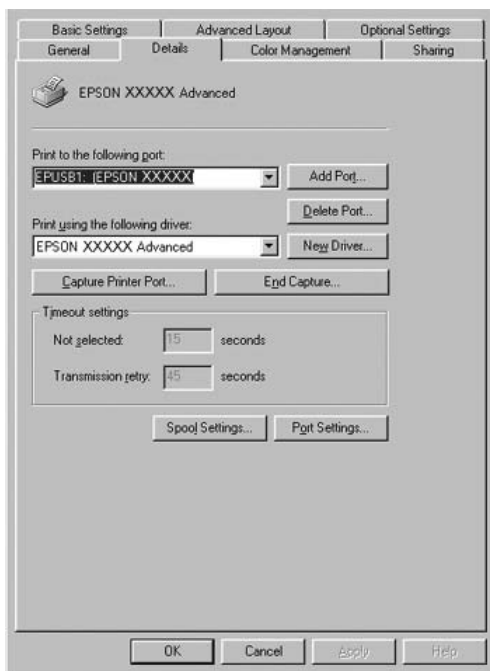 Basic Settings Advanced Layout Optional Settings
General Details Color Management Sharing
EPSON XXXXX Advanced
Print to the following port:
EPUSB1: (EPSON XXXXX Add Port...
Delete Port...
Print using the following driver:
EPSON XXXXX Advanced New Driver...
Capture Printer Port... End Capture...
Timeout settings
Not selected: 15 seconds
Transmission retry: 45 seconds
Spool Settings... Port Settings...
OK Cancel Apply Help